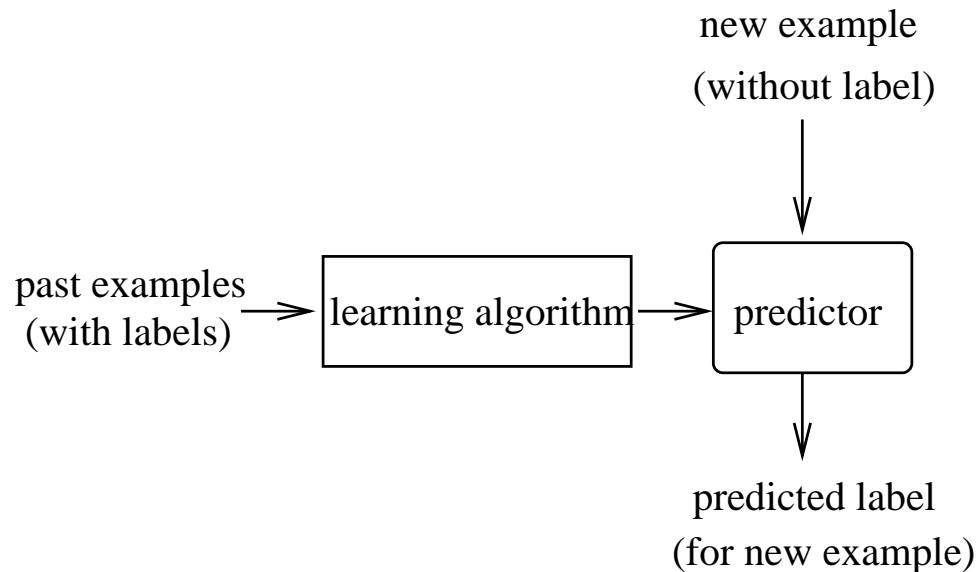 new example
(without label)
past examples
(with labels)
learning algorithm
predictor
predicted label
(for new example)